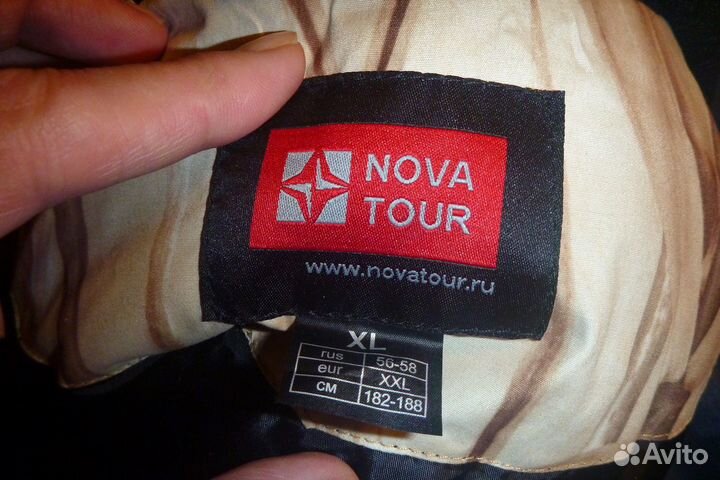 NOVA
TOUR
www.novatour.ru
XL
rus 56-58
eur XXL
см 182-188
Avito